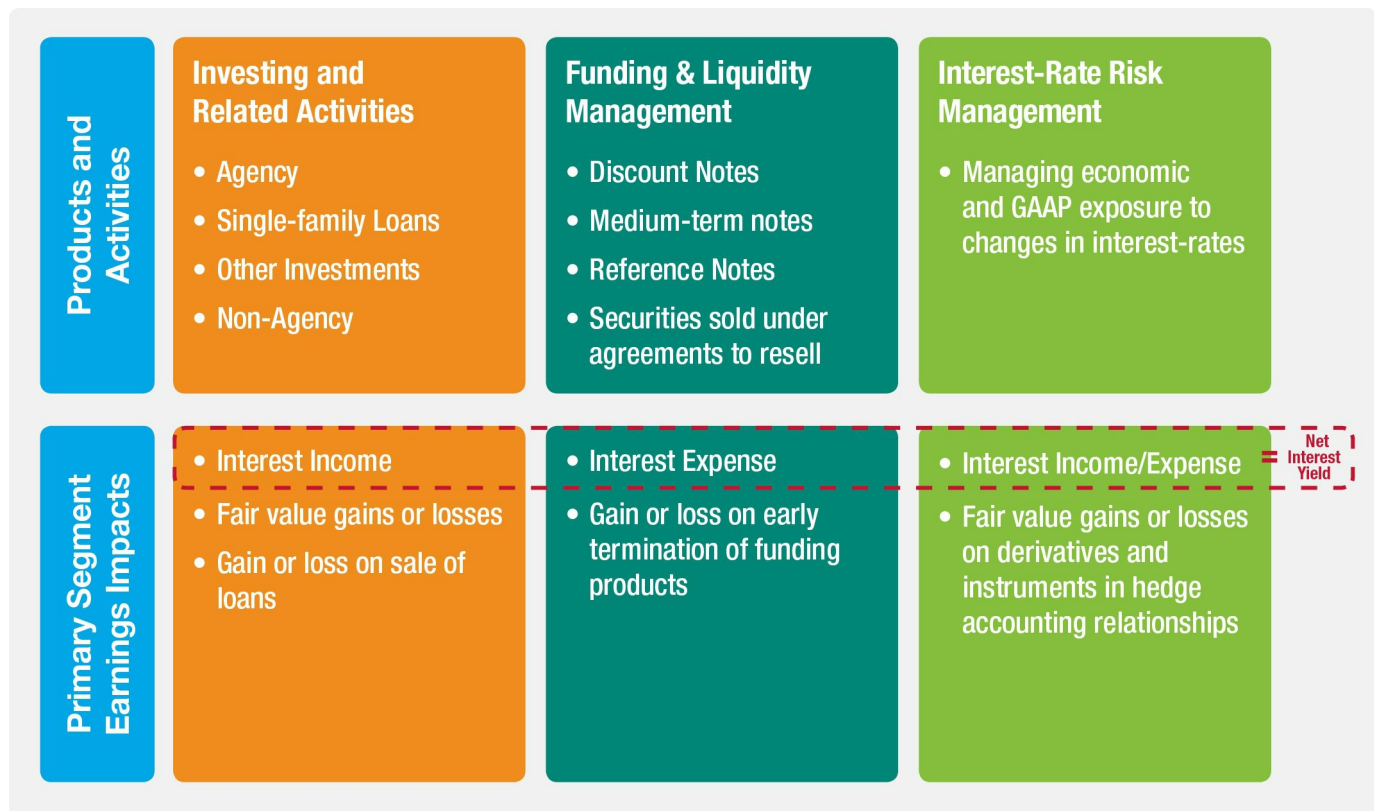 Products and
Activities
Investing and
Related Activities
• Agency
• Single-family Loans
• Other Investments
• Non-Agency
Funding & Liquidity
Management
• Discount Notes
• Medium-term notes
• Reference Notes
• Securities sold under
agreements to resell
Interest-Rate Risk
Management
• Managing economic
and GAAP exposure to
changes in interest-rates
Primary Segment
Earnings Impacts
• Interest Income
• Fair value gains or losses
• Gain or loss on sale of
loans
• Interest Expense
• Gain or loss on early
termination of funding
products
• Interest Income/Expense
• Fair value gains or losses
on derivatives and
instruments in hedge
accounting relationships
= Net
Interest
Yield